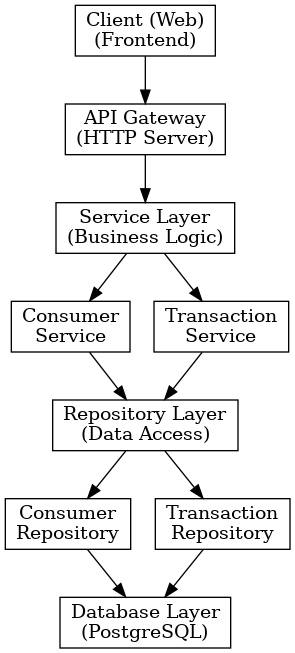 Client (Web)
(Frontend)
API Gateway
(HTTP Server)
Service Layer
(Business Logic)
Consumer
Service
Transaction
Service
Repository Layer
(Data Access)
Consumer
Repository
Transaction
Repository
Database Layer
(PostgreSQL)